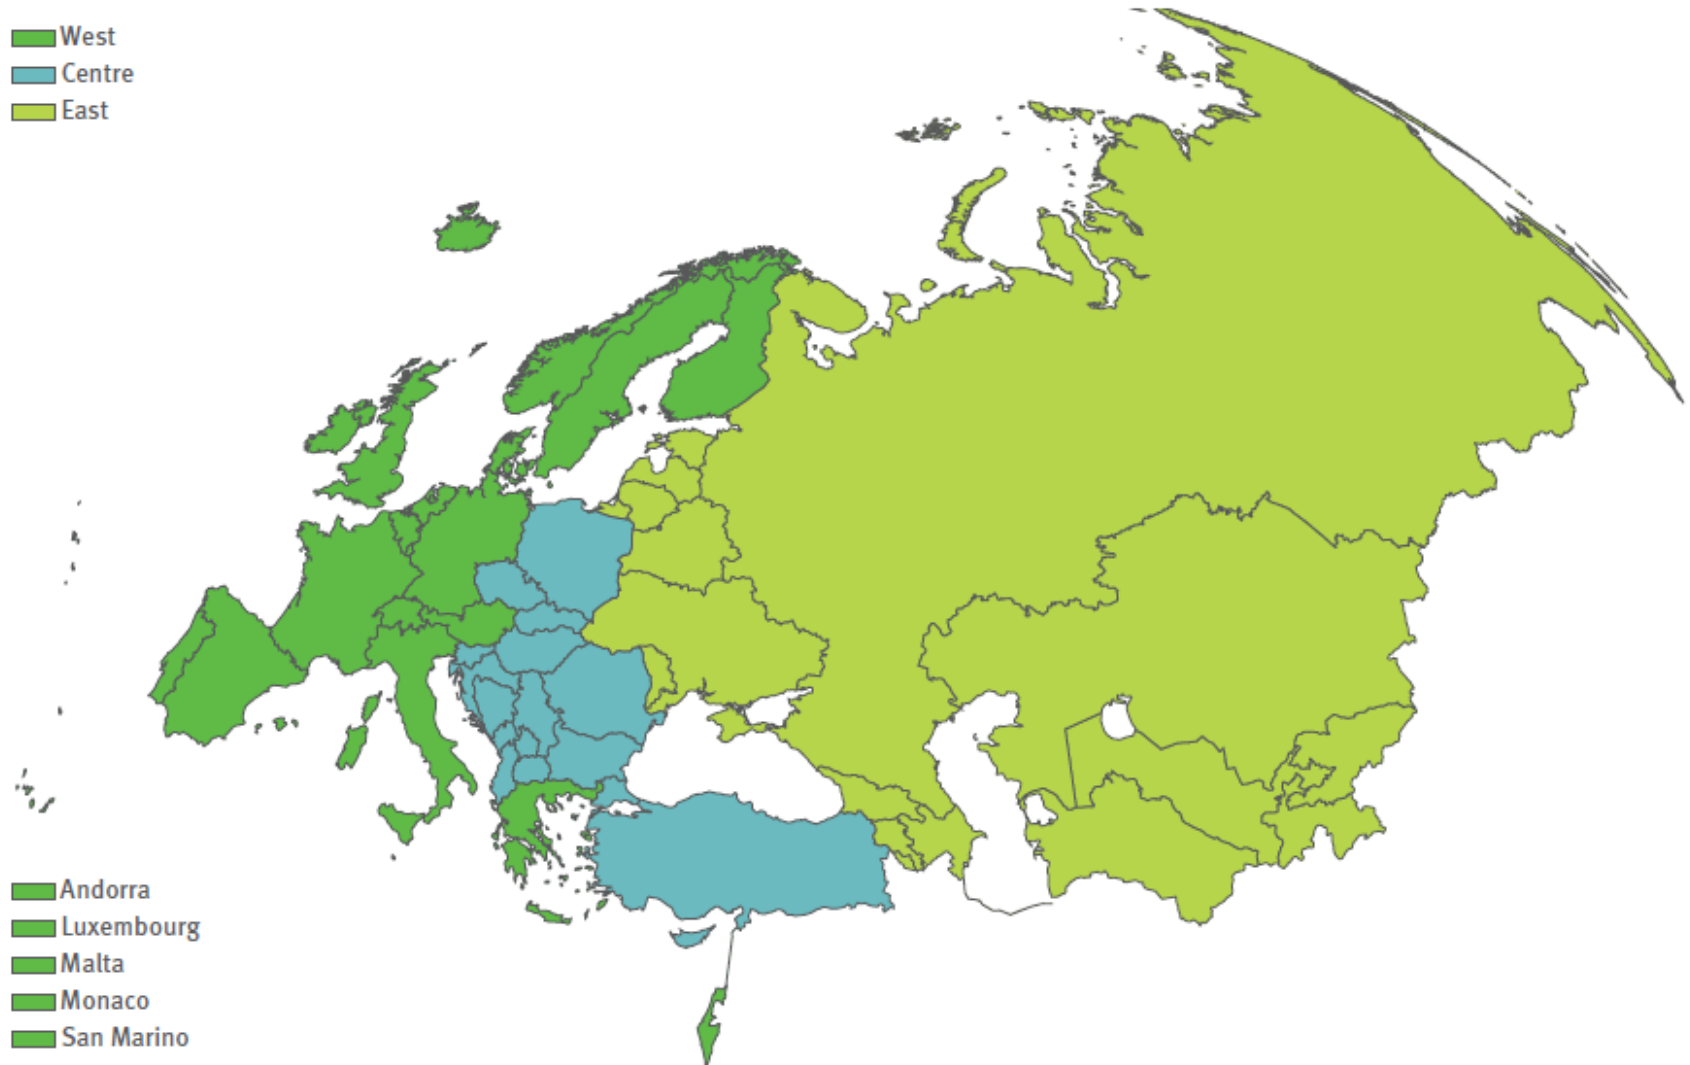 West
Centre
East
Andorra
Luxembourg
Malta
Monaco
San Marino